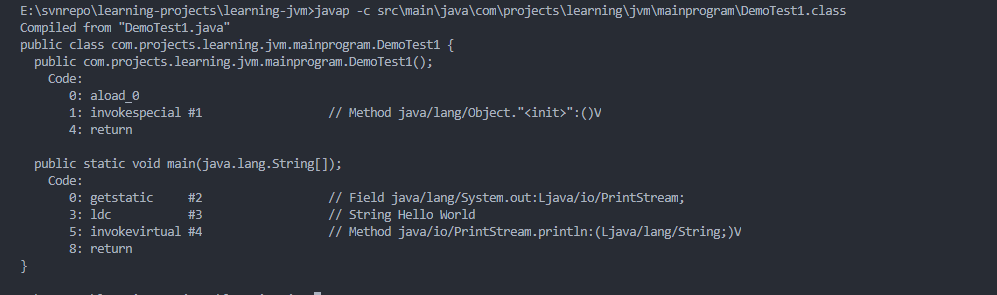 E:\svnrepo\learning-projects\learning-jvm>javap -c src\main\java\com\projects\learning\jvm\mainprogram\DemoTest1.class
Compiled from "DemoTest1.java"
public class com.projects.learning.jvm.mainprogram.DemoTest1 {
  public com.projects.learning.jvm.mainprogram.DemoTest1();
    Code:
       0: aload_0
       1: invokespecial #1                  // Method java/lang/Object."<init>":()V
       4: return

  public static void main(java.lang.String[]);
    Code:
       0: getstatic     #2                  // Field java/lang/System.out:Ljava/io/PrintStream;
       3: ldc           #3                  // String Hello World
       5: invokevirtual #4                  // Method java/io/PrintStream.println:(Ljava/lang/String;)V
       8: return
}